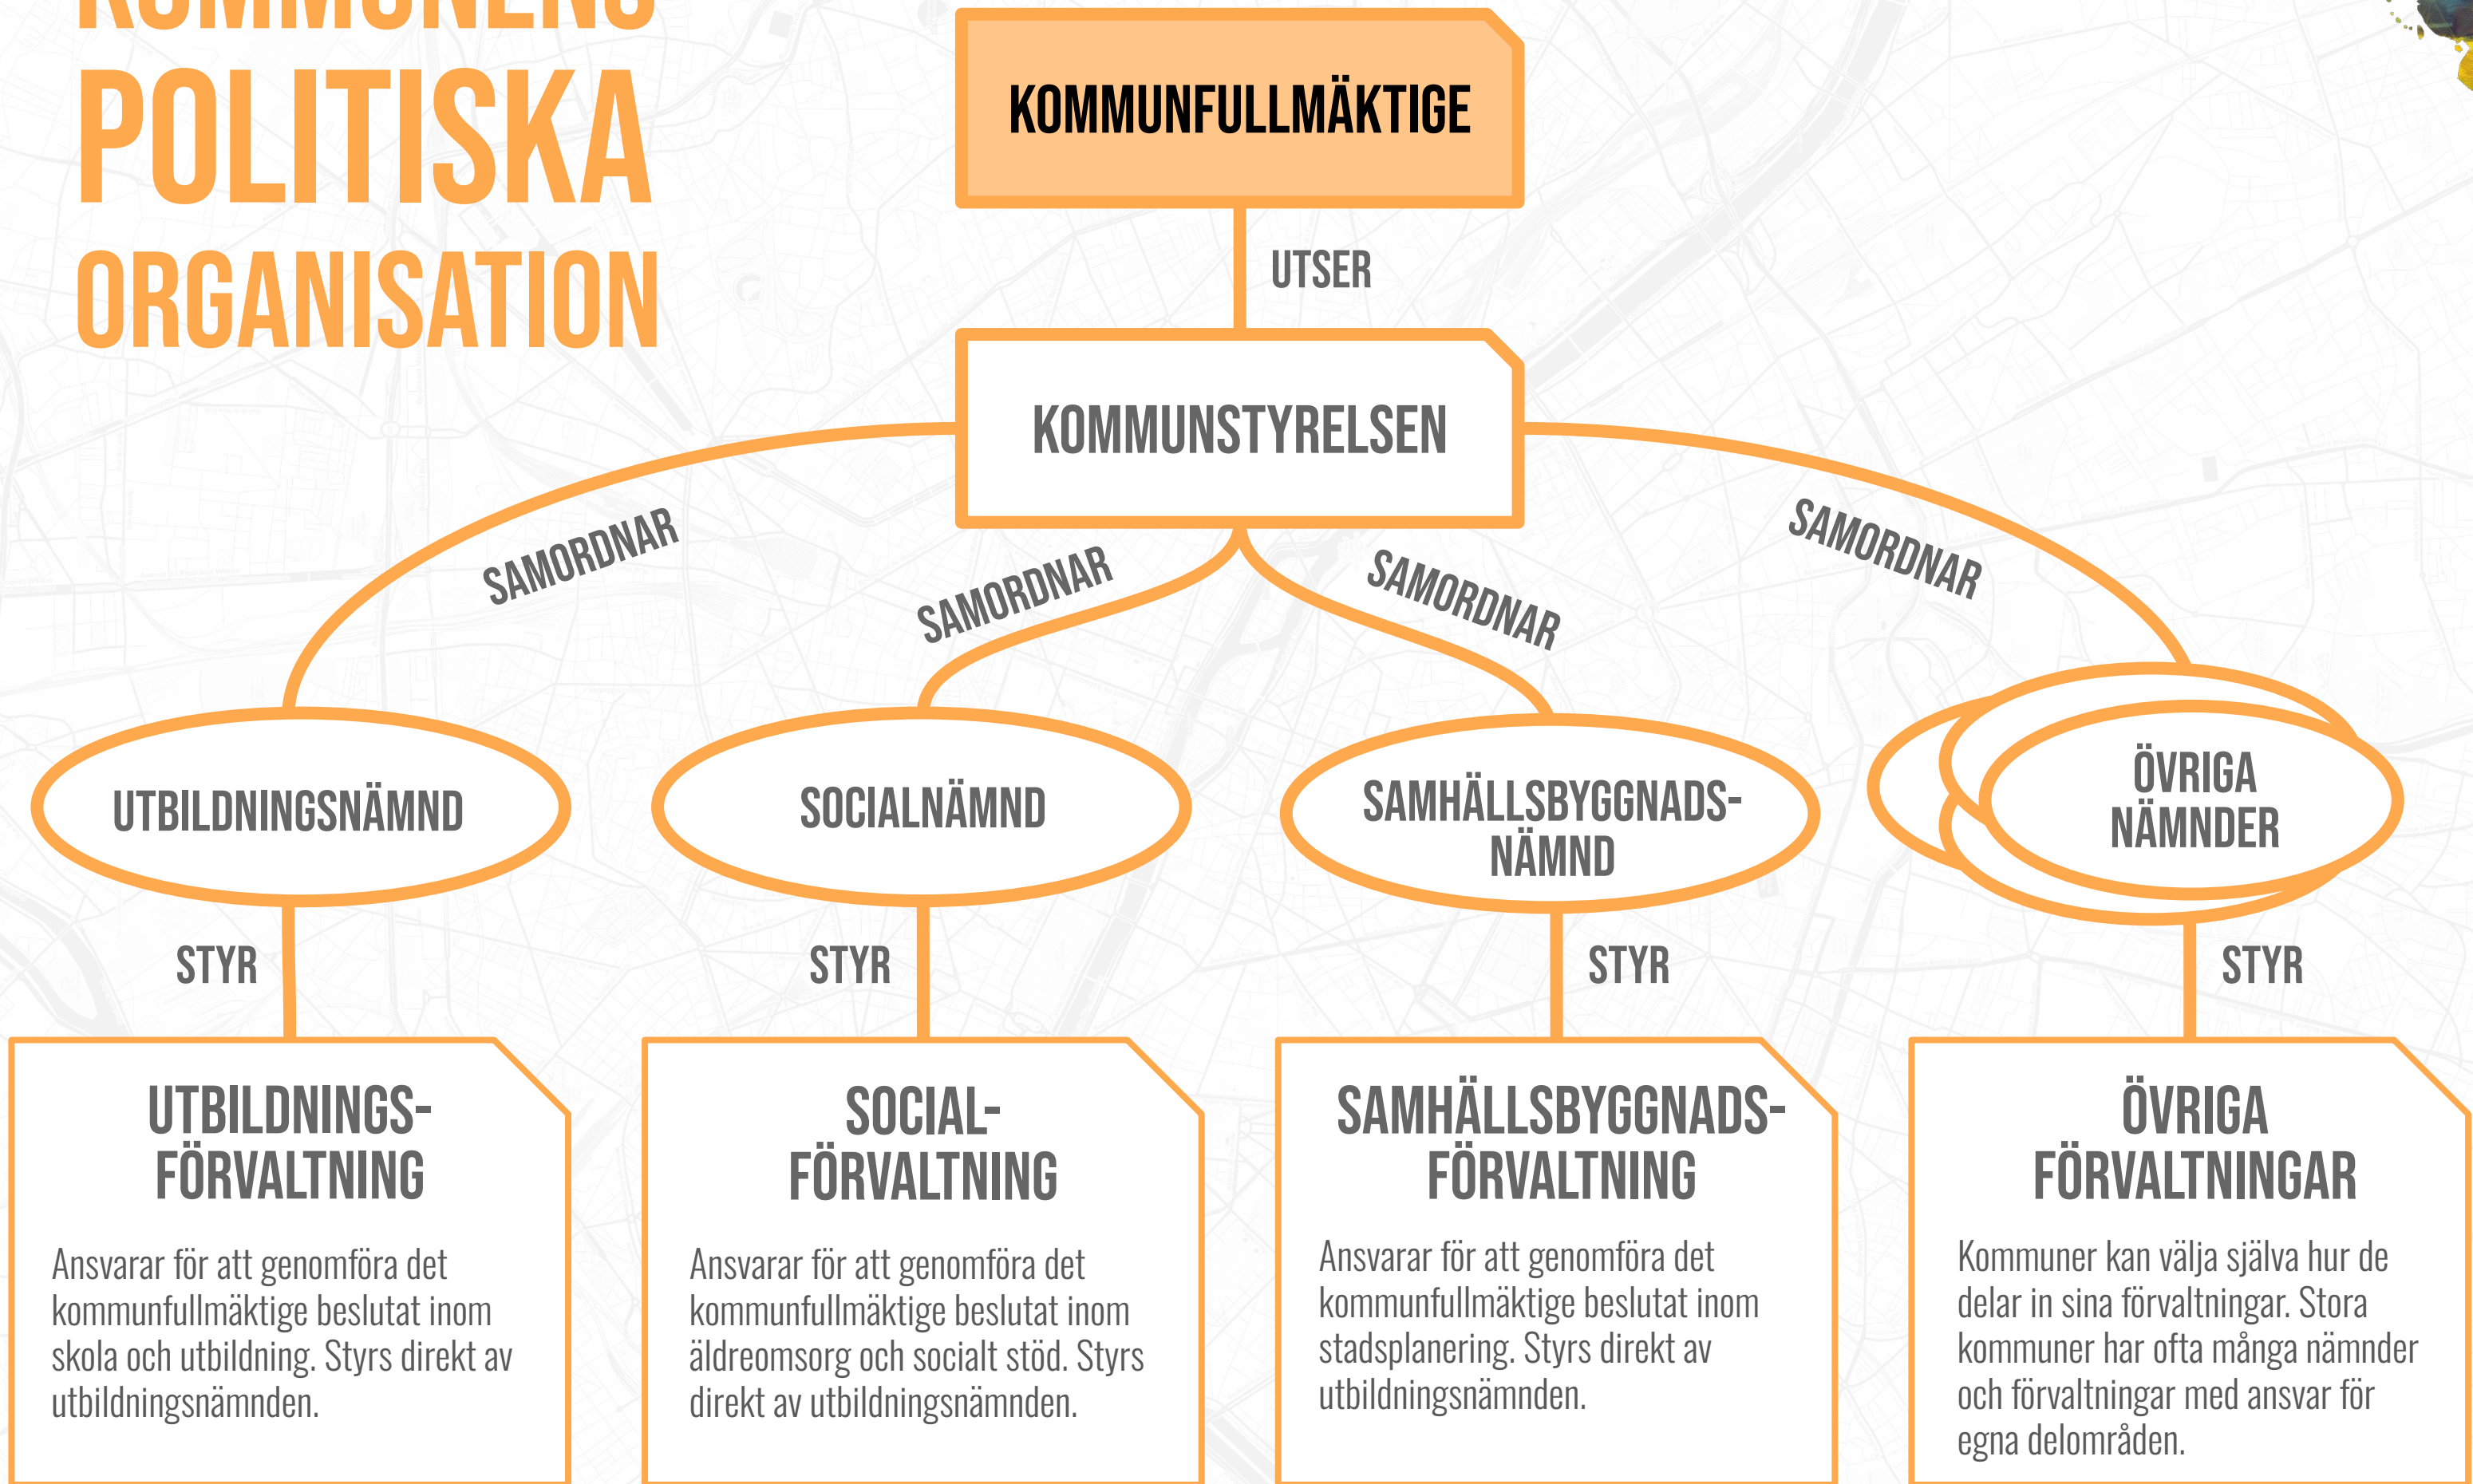 KOMMUNENS
POLITISKA
ORGANISATION
KOMMUNFULLMÄKTIGE
UTSER
KOMMUNSTYRELSEN
SAMORDNAR
SAMORDNAR
SAMORDNAR
SAMORDNAR
UTBILDNINGSNÄMND
SOCIALNÄMND
SAMHÄLLSBYGGNADS-
NÄMND
ÖVRIGA
NÄMNDER
STYR
STYR
STYR
STYR
UTBILDNINGS-
FÖRVALTNING
Ansvarar för att genomföra det
kommunfullmäktige beslutat inom
skola och utbildning. Styrs direkt av
utbildningsnämnden.
SOCIAL-
FÖRVALTNING
Ansvarar för att genomföra det
kommunfullmäktige beslutat inom
äldreomsorg och socialt stöd. Styrs
direkt av utbildningsnämnden.
SAMHÄLLSBYGGNADS-
FÖRVALTNING
Ansvarar för att genomföra det
kommunfullmäktige beslutat inom
stadsplanering. Styrs direkt av
utbildningsnämnden.
ÖVRIGA
FÖRVALTNINGAR
Kommuner kan välja själva hur de
delar in sina förvaltningar. Stora
kommuner har ofta många nämnder
och förvaltningar med ansvar för
egna delområden.